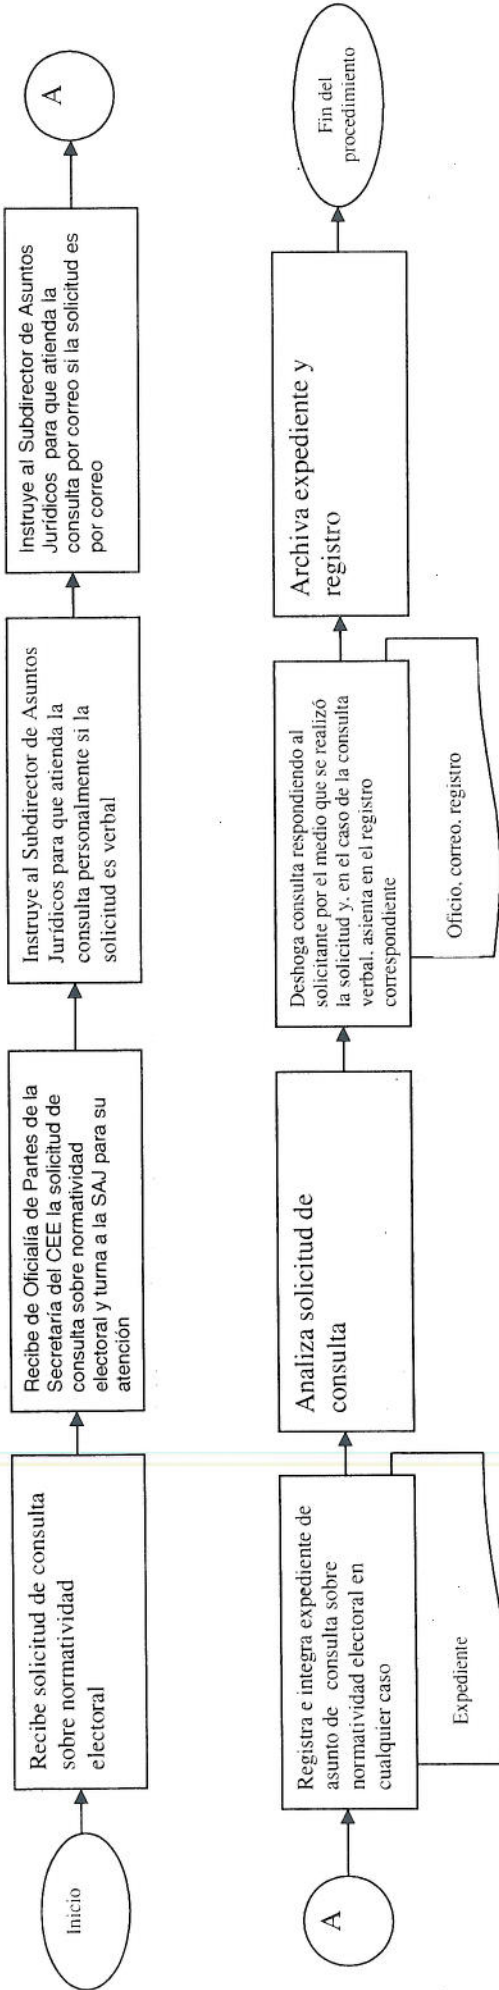 Inicio
Recibe solicitud de consulta
sobre normatividad
electoral
Recibe de Oficialía de Partes de la
Secretaría del CEE la solicitud de
consulta sobre normatividad
electoral y turna a la SAJ para su
atención
Instruye al Subdirector de Asuntos
Jurídicos para que atienda la
consulta personalmente si la
solicitud es verbal
Instruye al Subdirector de Asuntos
Jurídicos para que atienda la
consulta por correo si la solicitud es
por correo
A
A
Registra e integra expediente de
asunto de consulta sobre
normatividad electoral en
cualquier caso
Expediente
Analiza solicitud de
consulta
Deshoga consulta respondiendo al
solicitante por el medio que se realizó
la solicitud y. en el caso de la consulta
verbal. asienta en el registro
correspondiente
Oficio. correo. registro
Archiva expediente y
registro
Fin del
procedimiento